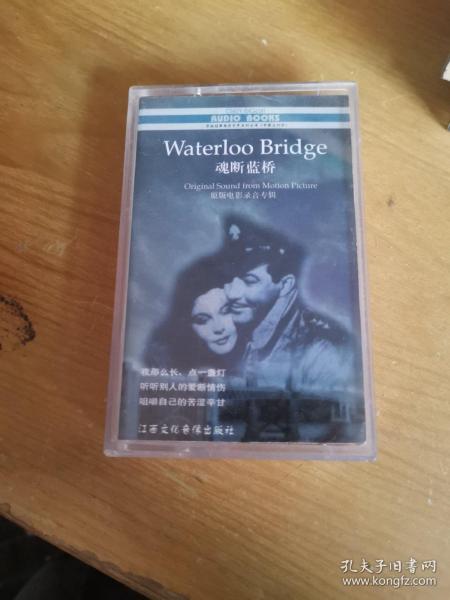 AUDIO BOOKS
Waterloo Bridge
魂断蓝桥
Original Sound from Motion Picture
原版电影录音专辑
夜那么长，点一盏灯
听听别人的爱断情伤
咀嚼自己的苦涩辛甘
江西文化音像出版社
孔夫子旧书网
www.kongfz.com